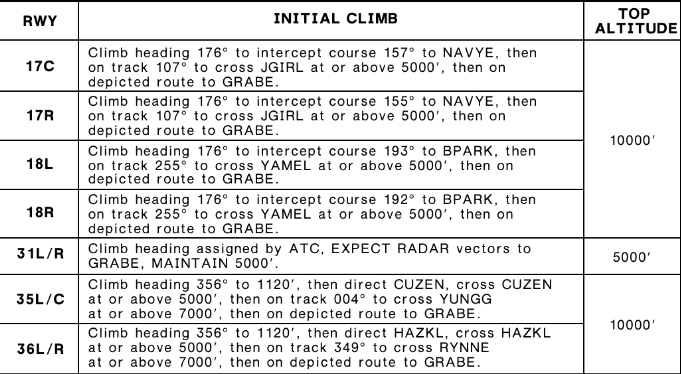 RWY
INITIAL CLIMB
TOP
ALTITUDE
17C
Climb heading 176° to intercept course 157° to NAVYE, then
on track 107° to cross JGIRL at or above 5000', then on
depicted route to GRABE.
17R
Climb heading 176° to intercept course 155° to NAVYE, then
on track 107° to cross JGIRL at or above 5000', then on
depicted route to GRABE.
18L
Climb heading 176° to intercept course 193° to BPARK, then
on track 255° to cross YAMEL at or above 5000', then on
depicted route to GRABE.
18R
Climb heading 176° to intercept course 192° to BPARK, then
on track 255° to cross YAMEL at or above 5000', then on
depicted route to GRABE.
10000'
31L/R
Climb heading assigned by ATC, EXPECT RADAR vectors to
GRABE, MAINTAIN 5000'.
5000'
35L/C
Climb heading 356° to 1120', then direct CUZEN, cross CUZEN
at or above 5000', then on track 004° to cross YUNGG
at or above 7000', then on depicted route to GRABE.
36L/R
Climb heading 356° to 1120', then direct HAZKL, cross HAZKL
at or above 5000', then on track 349° to cross RYNNE
at or above 7000', then on depicted route to GRABE.
10000'